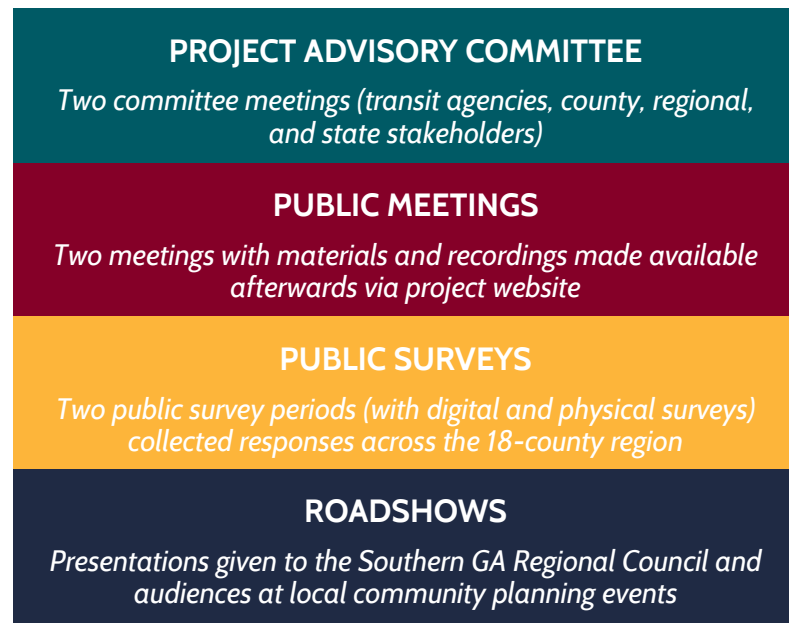 PROJECT ADVISORY COMMITTEE
Two committee meetings (transit agencies, county, regional,
and state stakeholders)
PUBLIC MEETINGS
Two meetings with materials and recordings made available
afterwards via project website
PUBLIC SURVEYS
Two public survey periods (with digital and physical surveys)
collected responses across the 18-county region
ROADSHOWS
Presentations given to the Southern GA Regional Council and
audiences at local community planning events